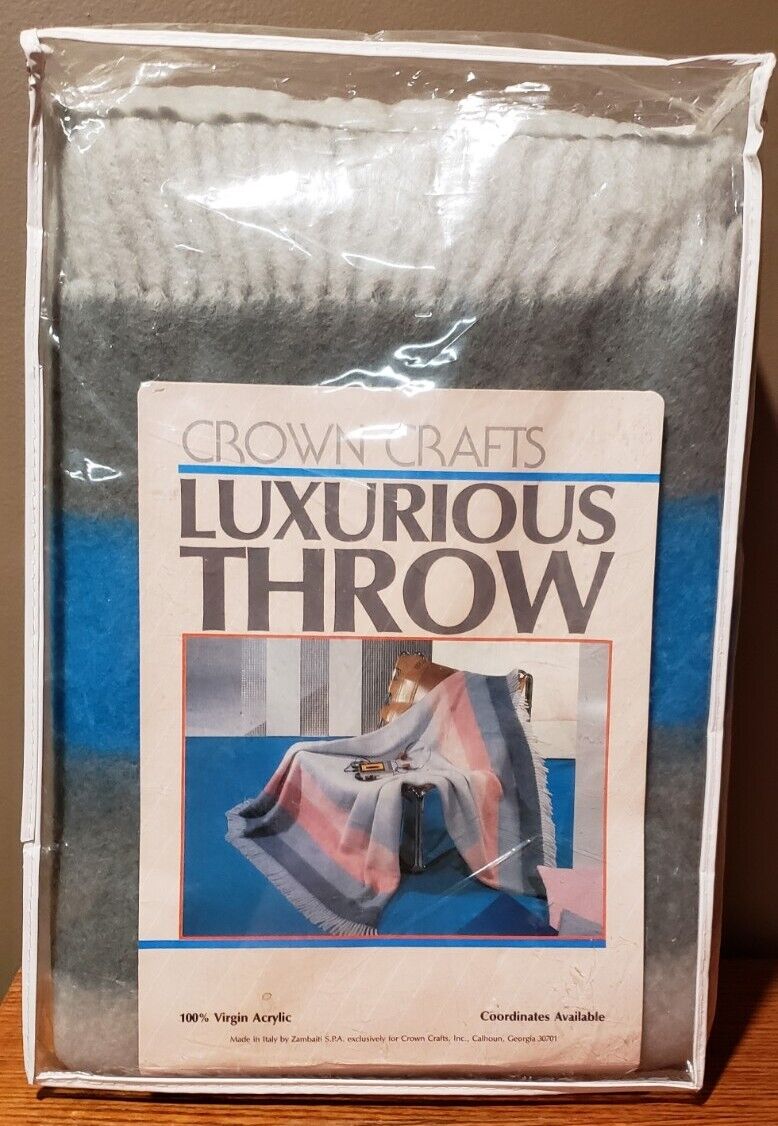 CROWN CRAFTS
LUXURIOUS
THROW
100% Virgin Acrylic
Coordinates Available
Made in Italy by Zambaiti S.P.A. exclusively for Crown Crafts, Inc., Calhoun, Georgia 30701